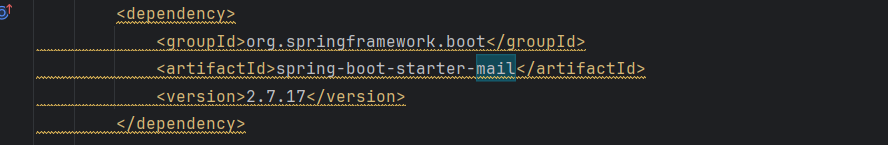 <dependency>
<groupId>org.springframework.boot</groupId>
<artifactId>spring-boot-starter-mail</artifactId>
<version>2.7.17</version>
</dependency>